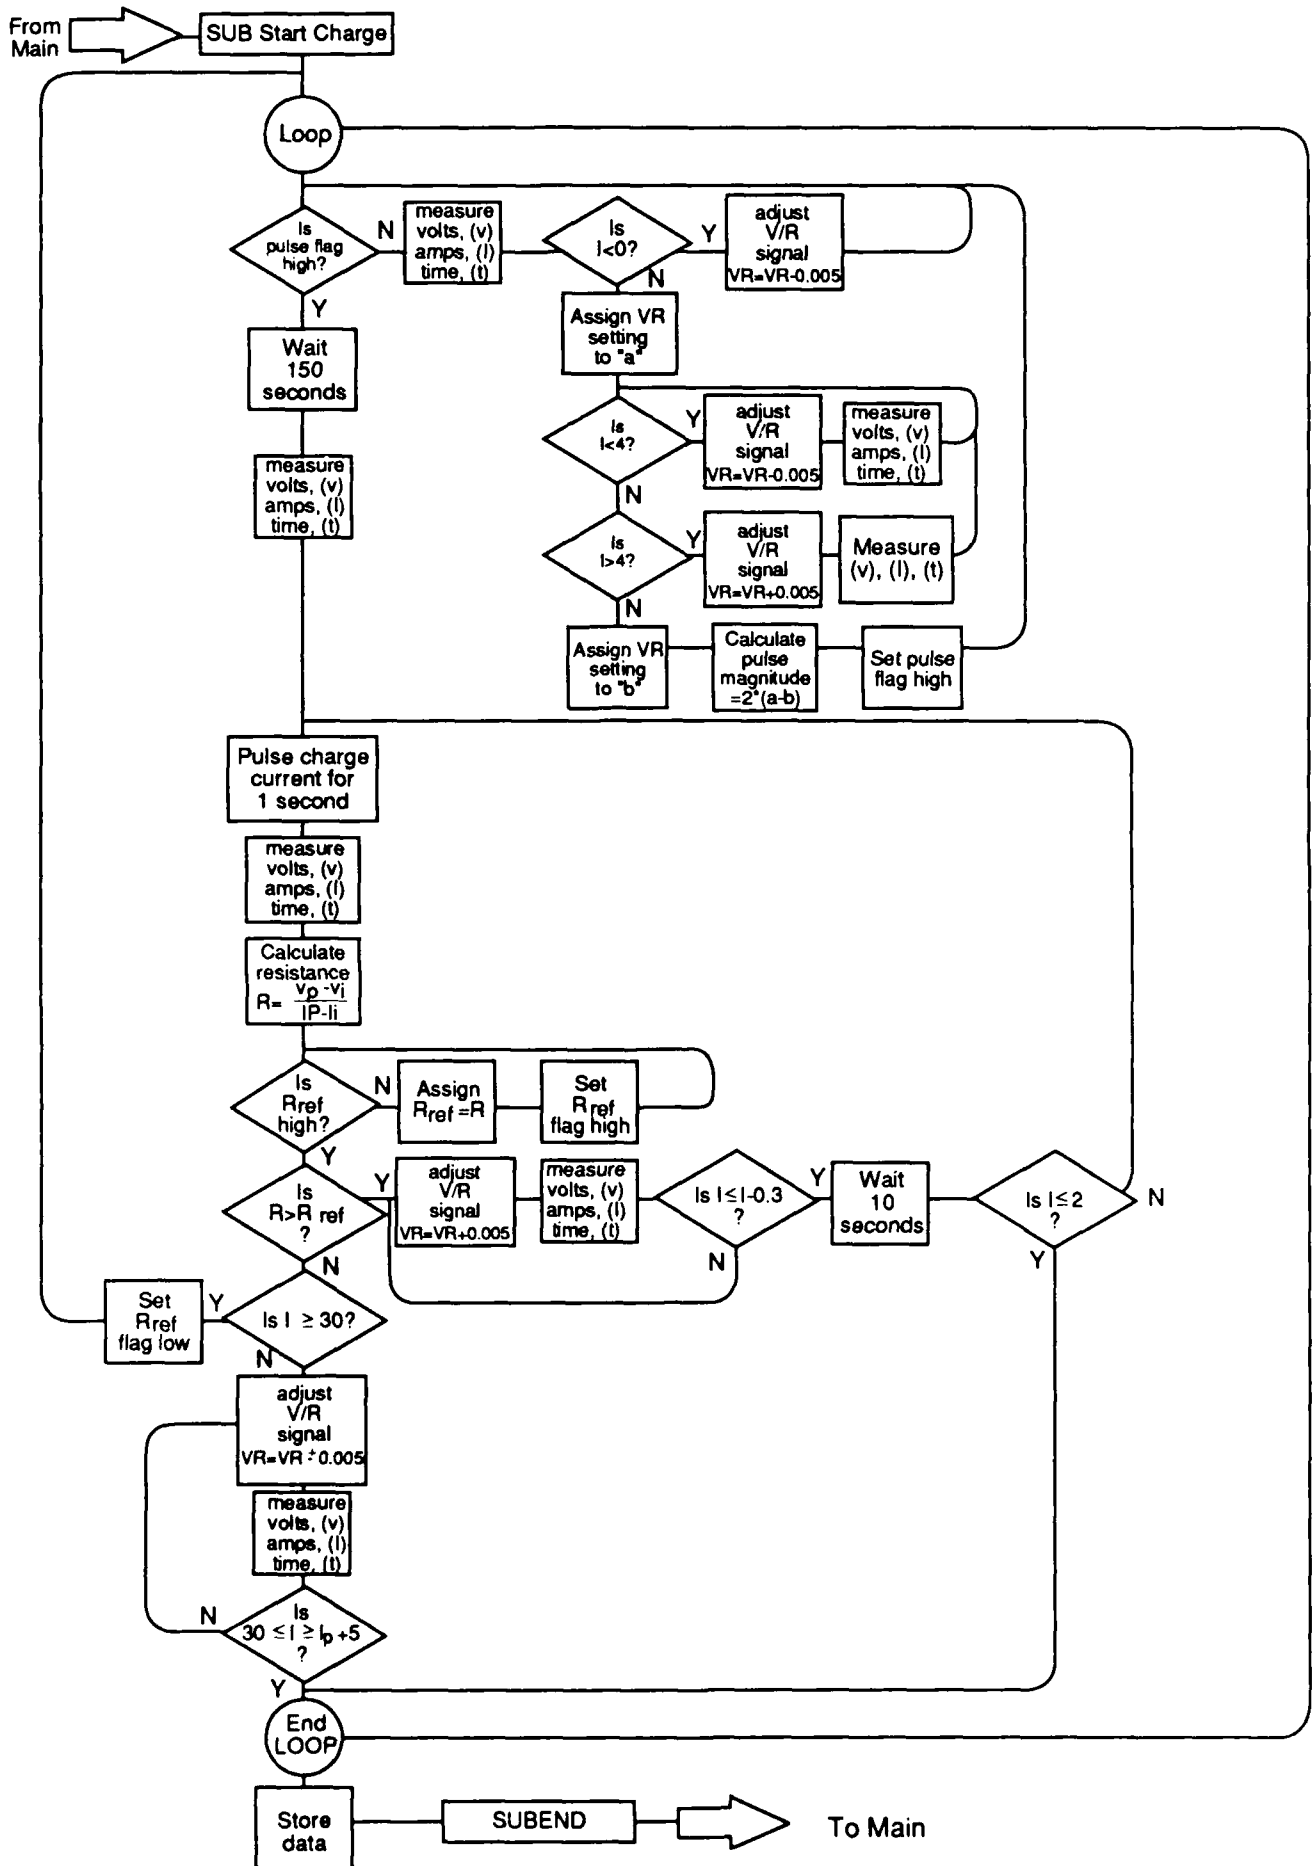 From
Main
SUB Start Charge
Loop
Is
pulse flag
high?
N
measure
volts, (v)
amps, (I)
time, (t)
Is
I<0?
Y
adjust
V/R
signal
VR=VR-0.005
N
Y
Assign VR
setting
to "a"
Wait
150
seconds
Is
I<4?
Y
adjust
V/R
signal
VR=VR-0.005
measure
volts, (v)
amps, (I)
time, (t)
N
measure
volts, (v)
amps, (I)
time, (t)
Is
I>4?
Y
adjust
V/R
signal
VR=VR+0.005
Measure
(v), (I), (t)
N
Assign VR
setting
to "b"
Calculate
pulse
magnitude
=2*(a-b)
Set pulse
flag high
Pulse charge
current for
1 second
measure
volts, (v)
amps, (I)
time, (t)
Calculate
resistance
R= vp -vi
IP-Ii
Is
Rref
high?
N
Assign
Rref =R
Set
Rref
flag high
Y
Is
R>R ref
?
Y
adjust
V/R
signal
VR=VR+0.005
measure
volts, (v)
amps, (I)
time, (t)
Is I≤I-0.3
?
Y
Wait
10
seconds
Is I≤2
?
N
N
N
Y
Set
Rref
flag low
Y
Is I ≥ 30?
N
adjust
V/R
signal
VR=VR ± 0.005
measure
volts, (v)
amps, (I)
time, (t)
N
Is
30 ≤I ≥Ip +5
?
Y
End
LOOP
Store
data
SUBEND
To Main